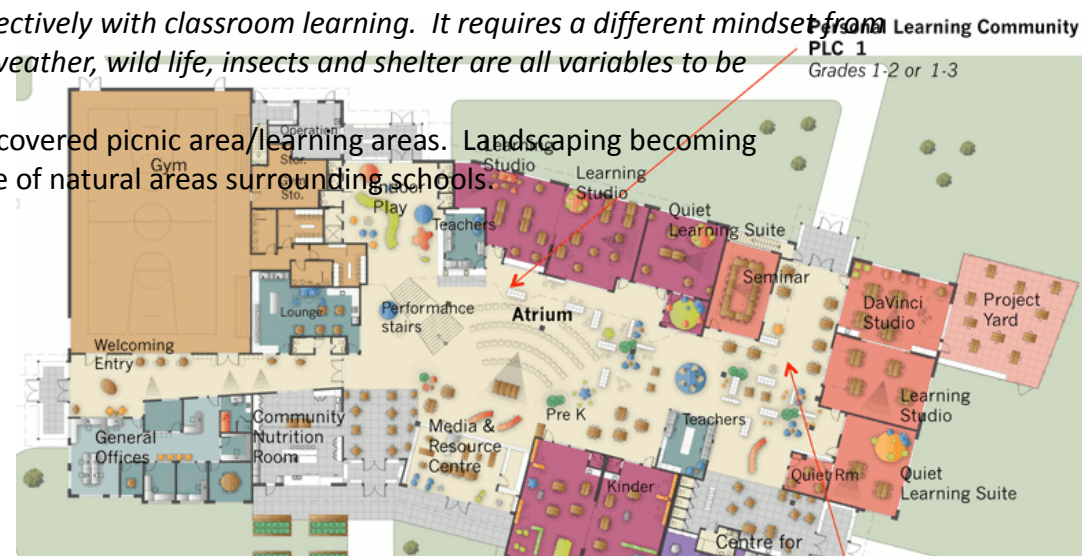 ectively with classroom learning.  It requires a different mindset from
Personal Learning Community
PLC 1
weather, wild life, insects and shelter are all variables to be
Grades 1-2 or 1-3
covered picnic area/learning areas.  Landscaping becoming
e of natural areas surrounding schools.
Operation
Stor.
Sto.
Gym
Indoor
Play
Learning
Studio
Learning
Studio
Teachers
Quiet
Learning Suite
Seminar
DaVinci
Studio
Project
Yard
Lounge
Performance
stairs
Atrium
Welcoming
Entry
Learning
Studio
General
Offices
Community
Nutrition
Room
Media &
Resource
Centre
Pre K
Teachers
Kinder
Quiet Rm
Quiet
Learning Suite
Centre for